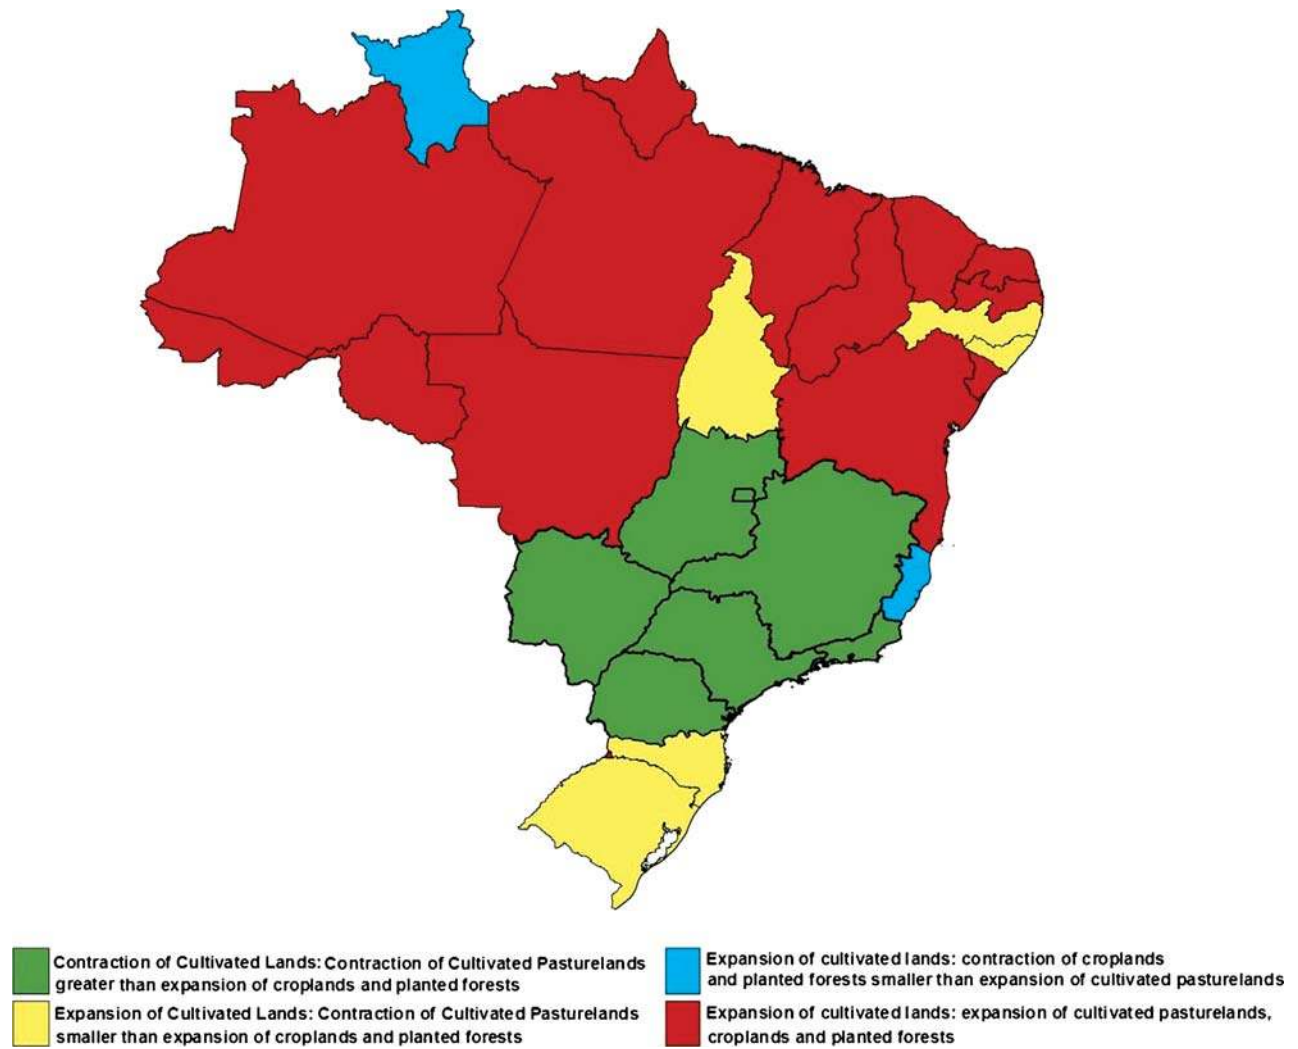 Contraction of Cultivated Lands: Contraction of Cultivated Pasturelands
greater than expansion of croplands and planted forests
Expansion of Cultivated Lands: Contraction of Cultivated Pasturelands
smaller than expansion of croplands and planted forests
Expansion of cultivated lands: contraction of croplands
and planted forests smaller than expansion of cultivated pasturelands
Expansion of cultivated lands: expansion of cultivated pasturelands,
croplands and planted forests